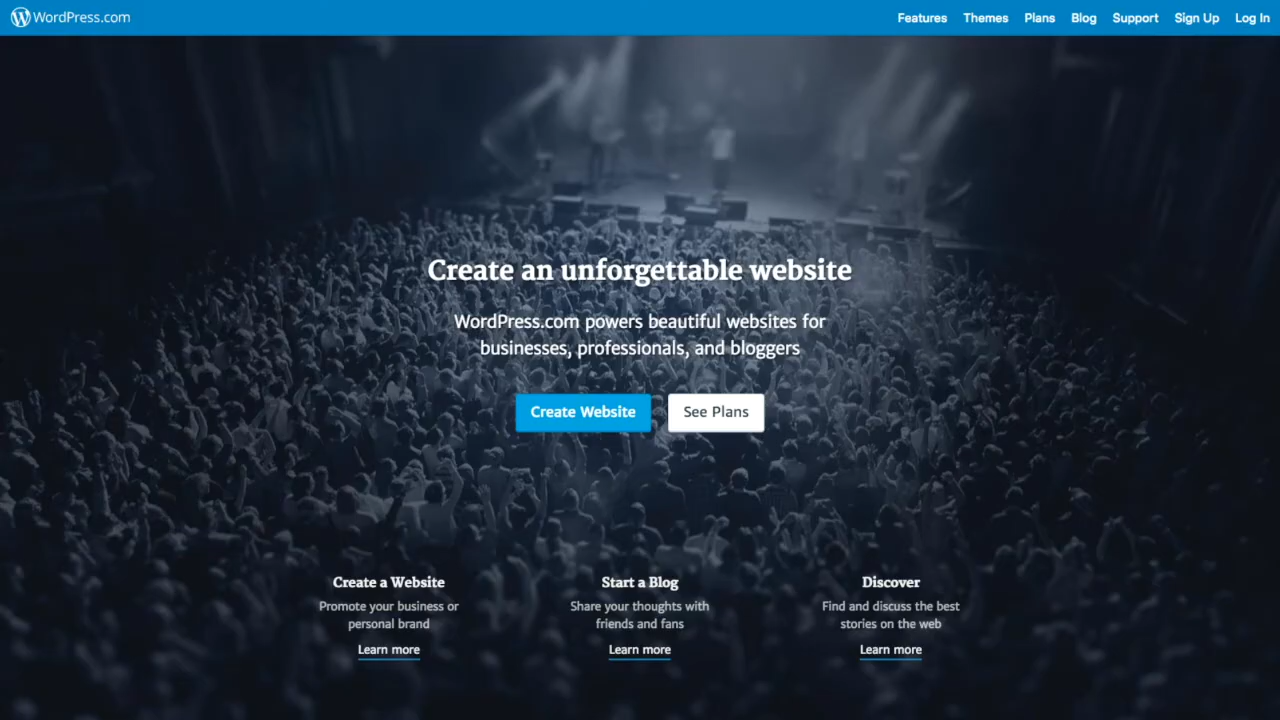 WordPress.com
Features Themes Plans Blog Support Sign Up Log In
Create an unforgettable website
WordPress.com powers beautiful websites for
businesses, professionals, and bloggers
Create Website
See Plans
Create a Website
Promote your business or
personal brand
Learn more
Start a Blog
Share your thoughts with
friends and fans
Learn more
Discover
Find and discuss the best
stories on the web
Learn more